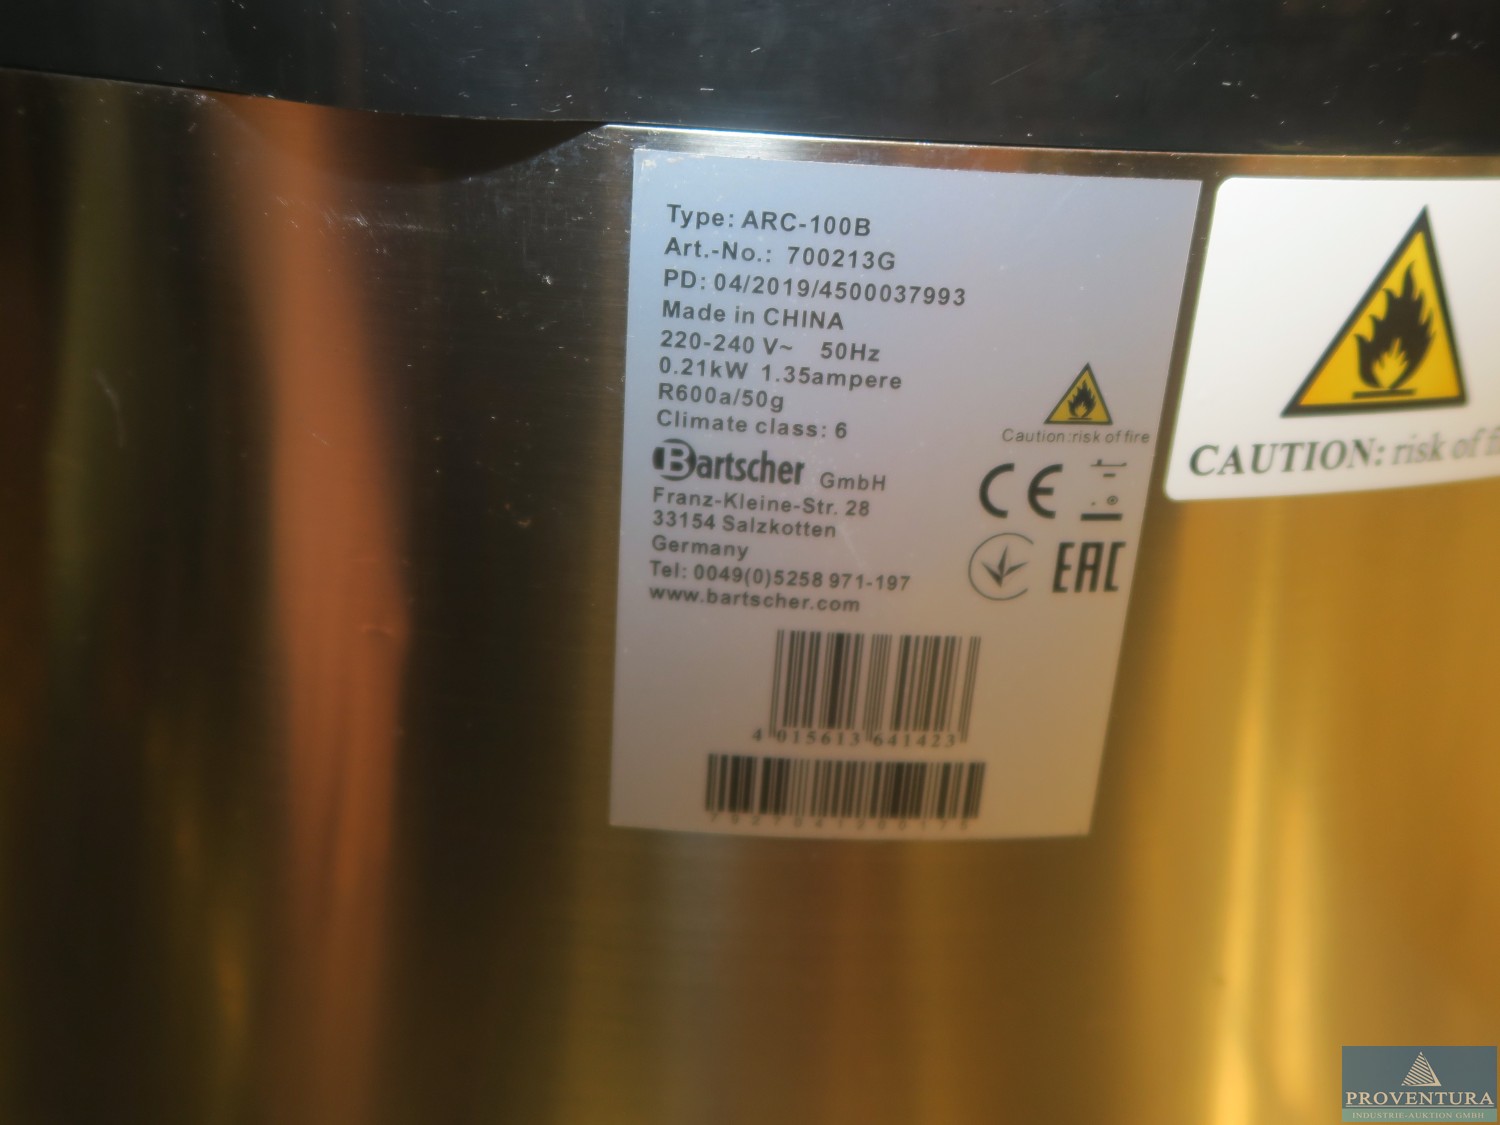 Type: ARC-100B
Art.-No.: 700213G
PD: 04/2019/4500037993
Made in CHINA
220-240 V~ 50Hz
0.21kW 1.35ampere
R600a/50g
Climate class: 6
Bartscher GmbH
Franz-Kleine-Str. 28
33154 Salzkotten
Germany
Tel: 0049(0)5258 971-197
www.bartscher.com
Caution:risk of fire
CE
EAC
4 015613 641423
CAUTION: risk of fi
PROVENTURA
INDUSTRIE-AUKTION GMBH